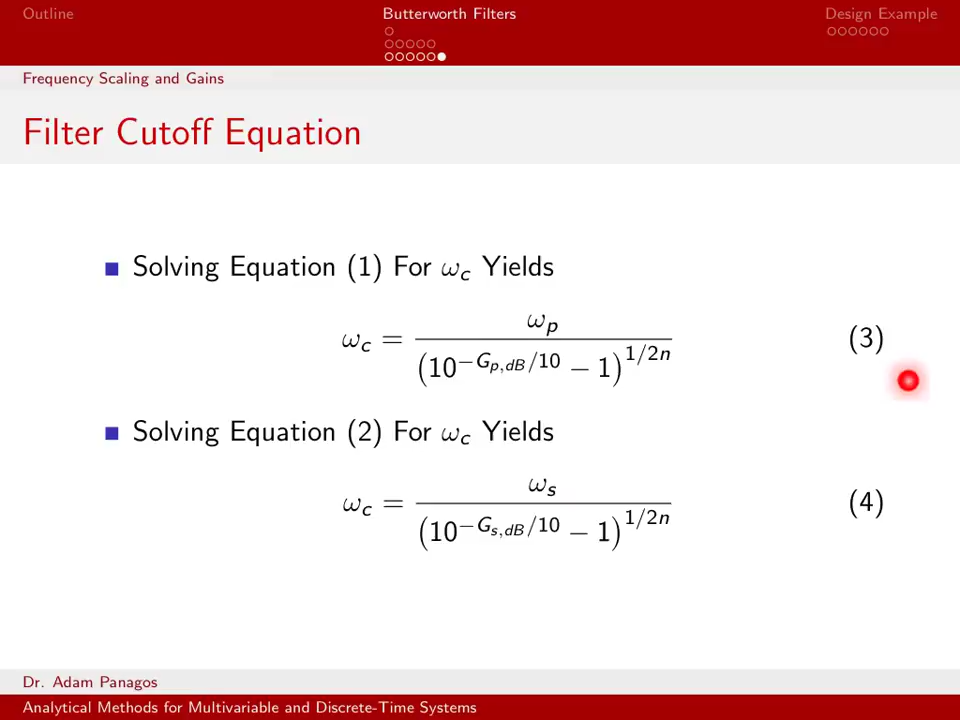 Outline
Butterworth Filters
Design Example
Frequency Scaling and Gains
Filter Cutoff Equation
Solving Equation (1) For ω_c Yields
ω_c = ω_p / (10^{−G_{p,dB}/10} − 1)^{1/2n} (3)
Solving Equation (2) For ω_c Yields
ω_c = ω_s / (10^{−G_{s,dB}/10} − 1)^{1/2n} (4)
Dr. Adam Panagos
Analytical Methods for Multivariable and Discrete-Time Systems